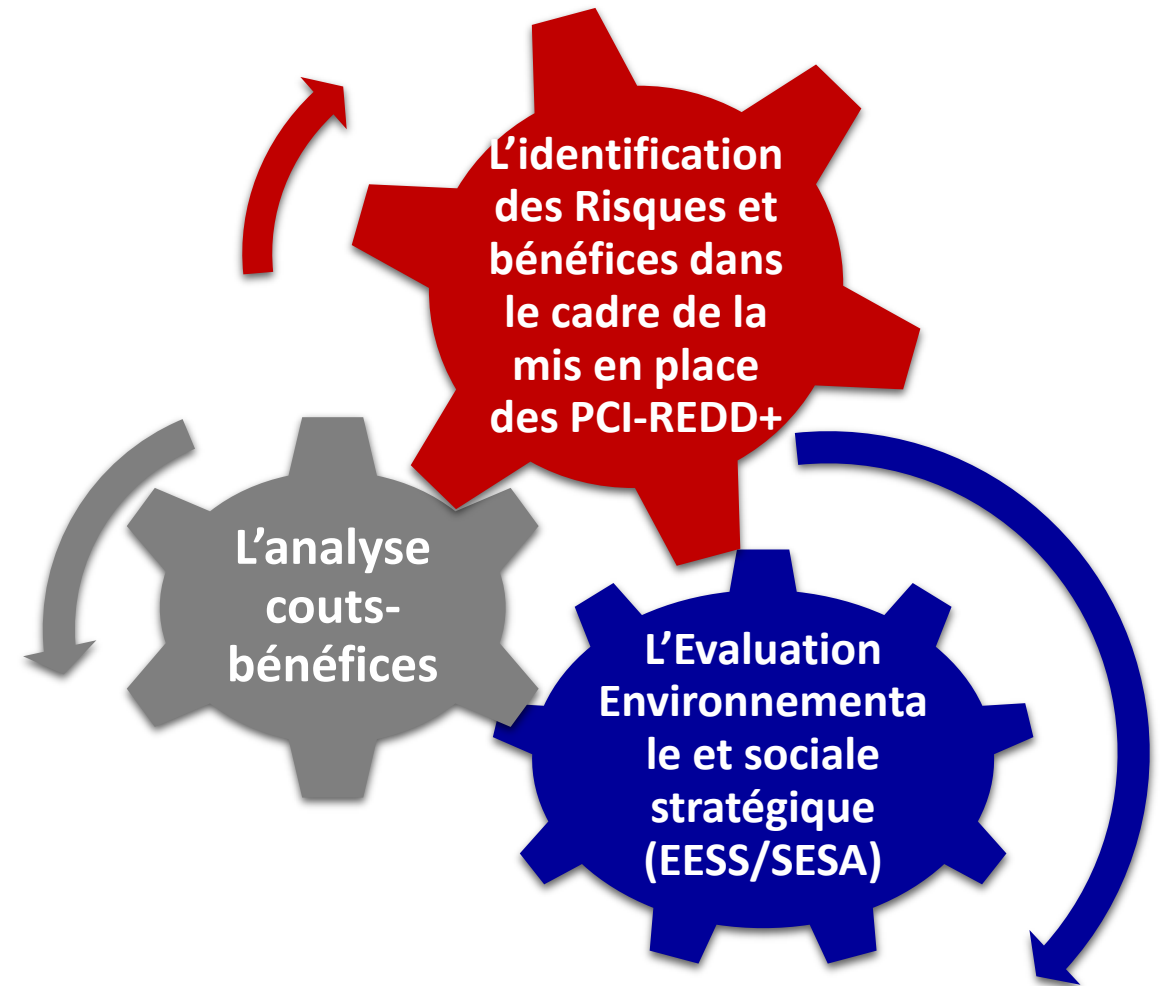 L’identification
des Risques et
bénéfices dans
le cadre de la
mis en place
des PCI-REDD+
L’analyse
couts-
bénéfices
L’Evaluation
Environnementa
le et sociale
stratégique
(EESS/SESA)